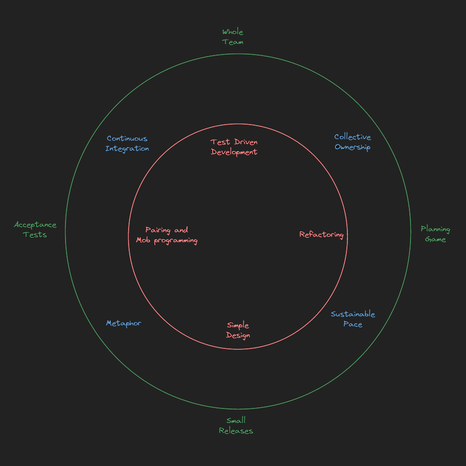 Whole
Team
Continuous
Integration
Test Driven
Development
Collective
Ownership
Acceptance
Tests
Pairing and
Mob programming
Refactoring
Planning
Game
Metaphor
Simple
Design
Sustainable
Pace
Small
Releases